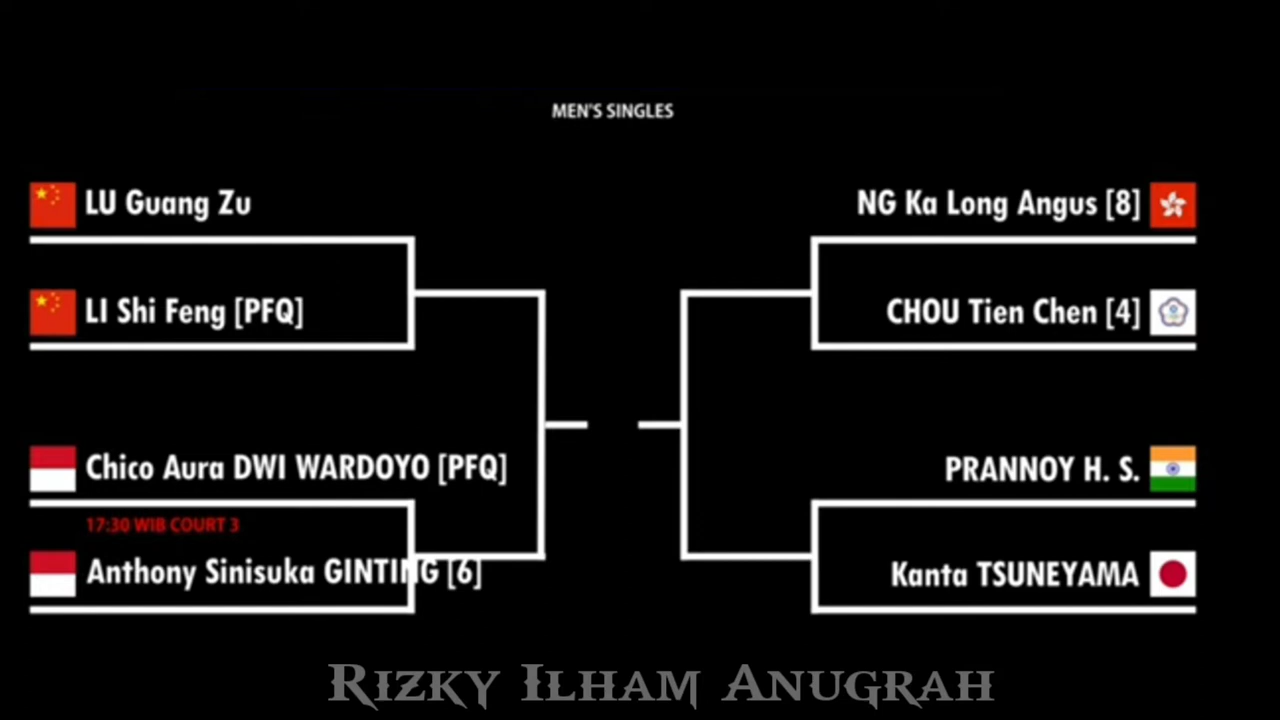 MEN'S SINGLES
LU Guang Zu
LI Shi Feng [PFQ]
Chico Aura DWI WARDOYO [PFQ]
17:30 WIB COURT 3
Anthony Sinisuka GINTING [6]
NG Ka Long Angus [8]
CHOU Tien Chen [4]
PRANNOY H. S.
Kanta TSUNEYAMA
Rizky Ilham Anugrah